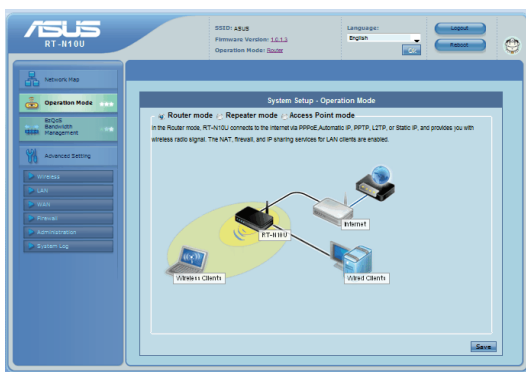 ASUS
RT-N10U
SSID: ASUS
Firmware Version: 1.0.1.3
Operation Mode: Router
Language:
English
Logout
Reboot
Network Map
Operation Mode
EzQoS
Bandwidth
Management
Advanced Setting
Wireless
LAN
WAN
Firewall
Administration
System Log
System Setup - Operation Mode
Router mode Repeater mode Access Point mode
In the Router mode, RT-N10U connects to the Internet via PPPoE,Automatic IP, PPTP, L2TP, or Static IP, and provides you with
wireless radio signal. The NAT, firewall, and IP sharing services for LAN clients are enabled.
Internet
RT-N10U
Wireless Clients
Wired Clients
Save